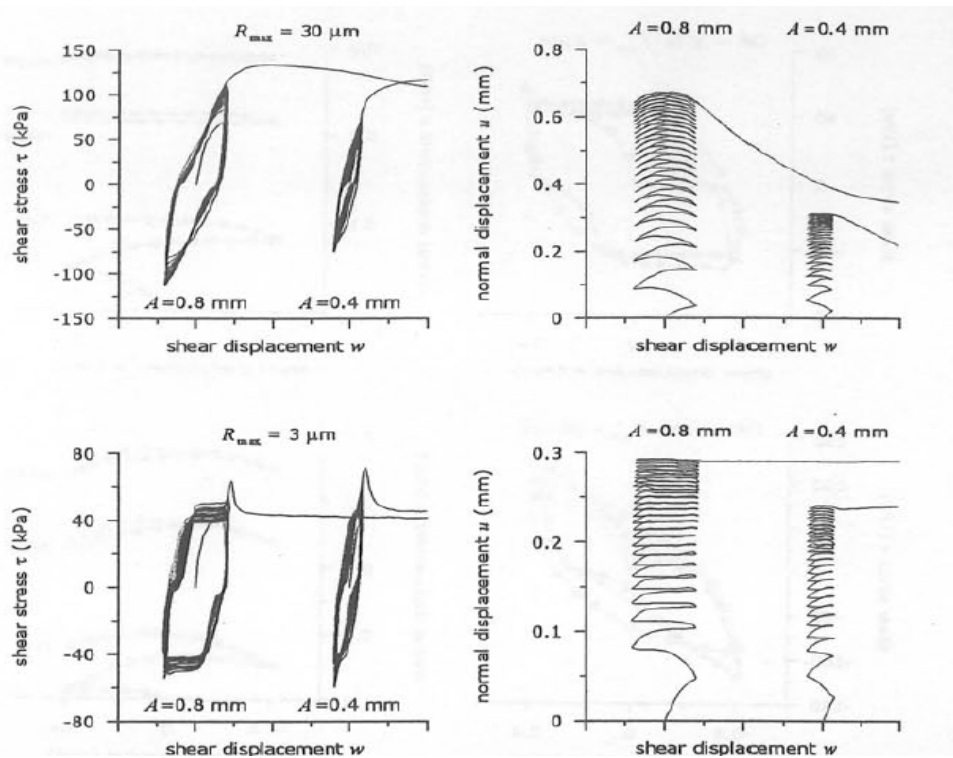 R_max = 30 μm
150
100
50
0
-50
-100
-150
shear stress τ (kPa)
A=0.8 mm
A=0.4 mm
shear displacement w
A=0.8 mm
A=0.4 mm
0.8
0.6
0.4
0.2
0
normal displacement u (mm)
shear displacement w
R_max = 3 μm
80
40
0
-40
-80
shear stress τ (kPa)
A=0.8 mm
A=0.4 mm
shear displacement w
A=0.8 mm
A=0.4 mm
0.3
0.2
0.1
0
normal displacement u (mm)
shear displacement w